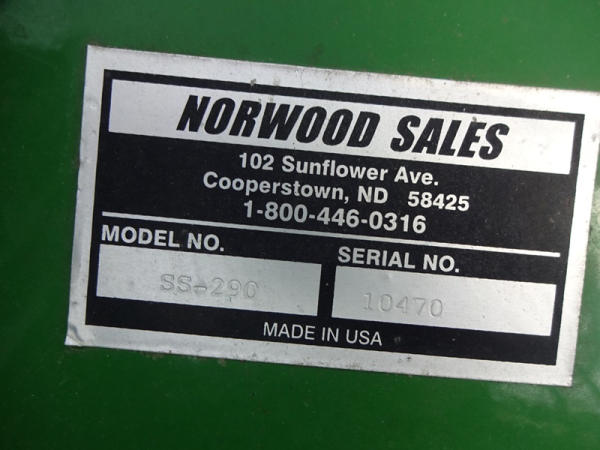 NORWOOD SALES
102 Sunflower Ave.
Cooperstown, ND 58425
1-800-446-0316
MODEL NO. SERIAL NO.
SS-290 10470
MADE IN USA